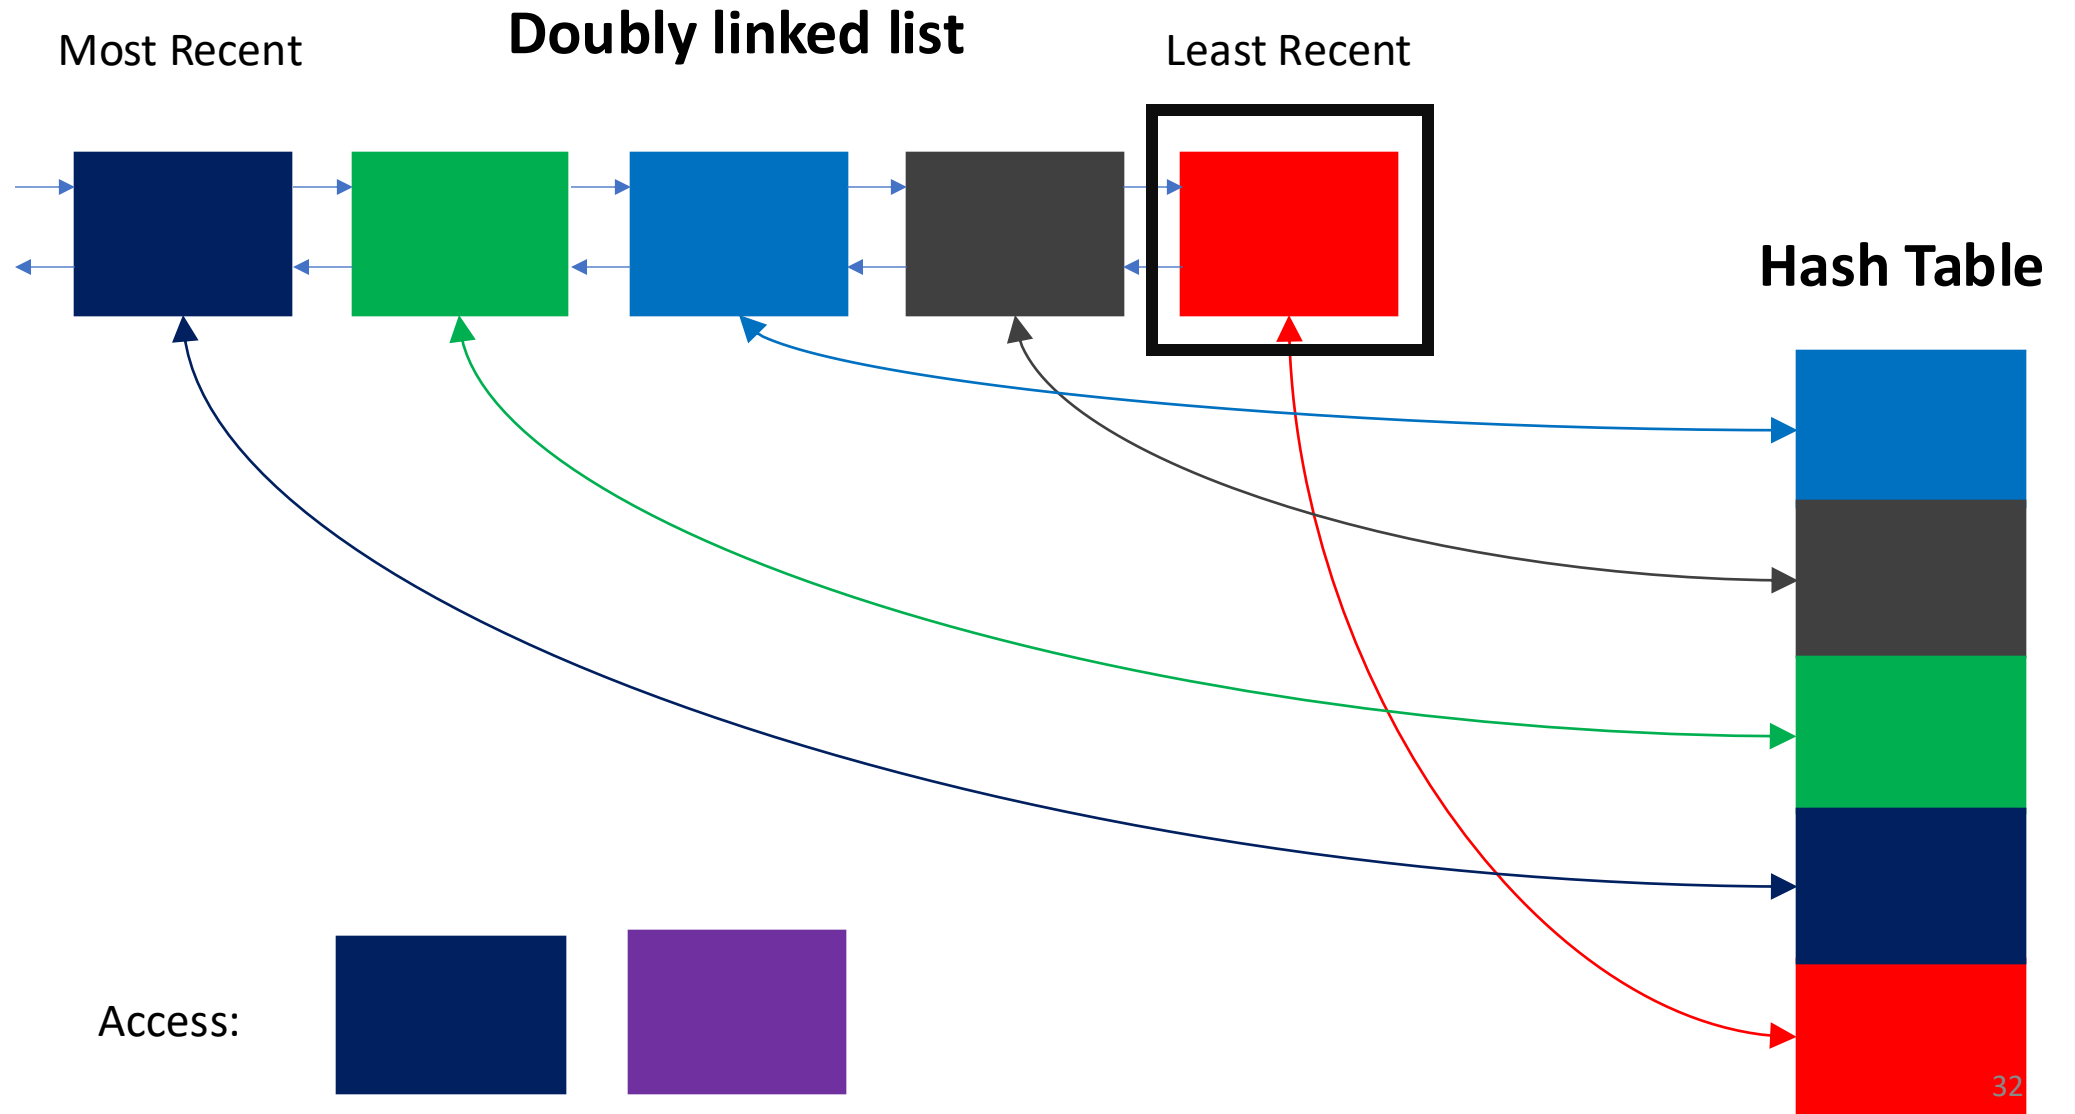 Doubly linked list
Most Recent
Least Recent
Hash Table
Access:
32